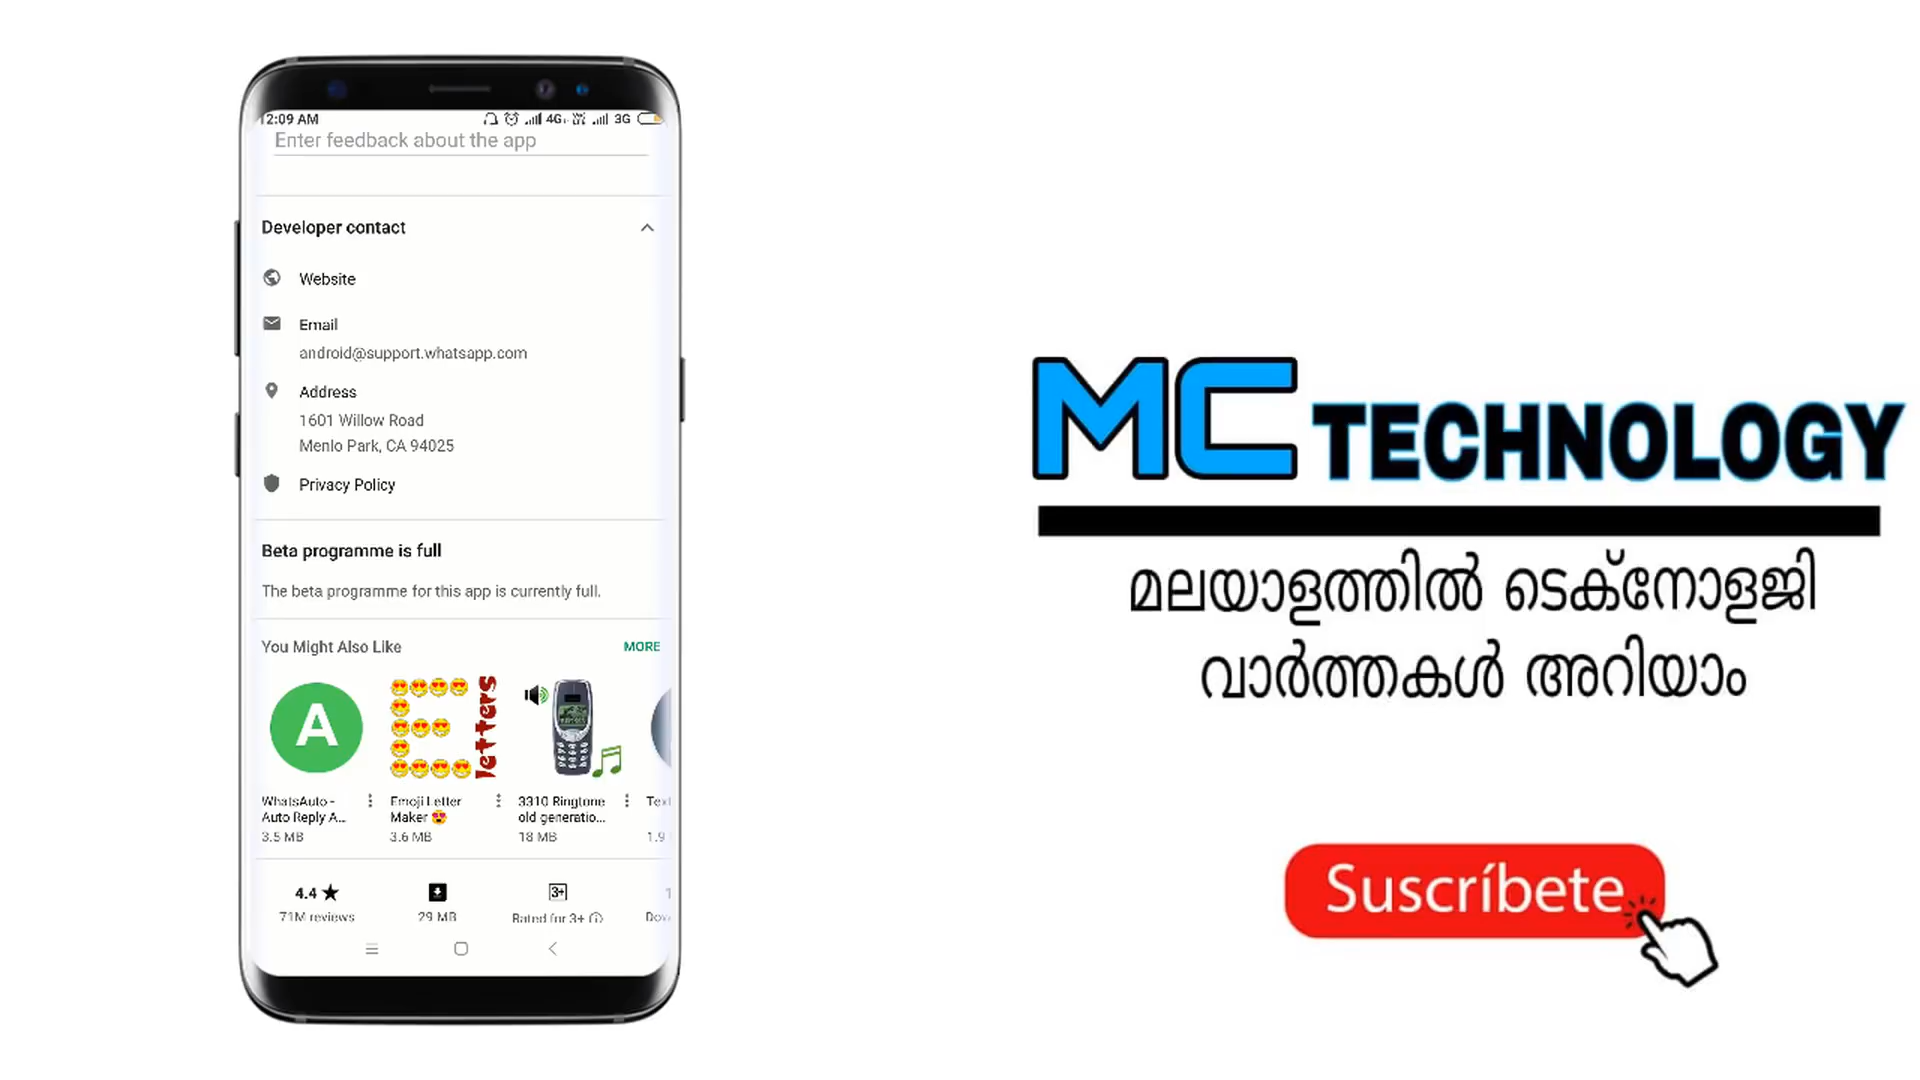 12:09 AM 4G+ 3G
Enter feedback about the app
Developer contact
Website
Email
android@support.whatsapp.com
Address
1601 Willow Road
Menlo Park, CA 94025
Privacy Policy
Beta programme is full
The beta programme for this app is currently full.
You Might Also Like MORE
A
letters
WhatsAuto - Emoji Letter 3310 Ringtone
Auto Reply A... Maker old generatio...
3.5 MB 3.6 MB 18 MB 1.9
4.4 ★ 3+
71M reviews 29 MB Rated for 3+
MC TECHNOLOGY
മലയാളത്തിൽ ടെക്നോളജി
വാർത്തകൾ അറിയാം
Suscríbete